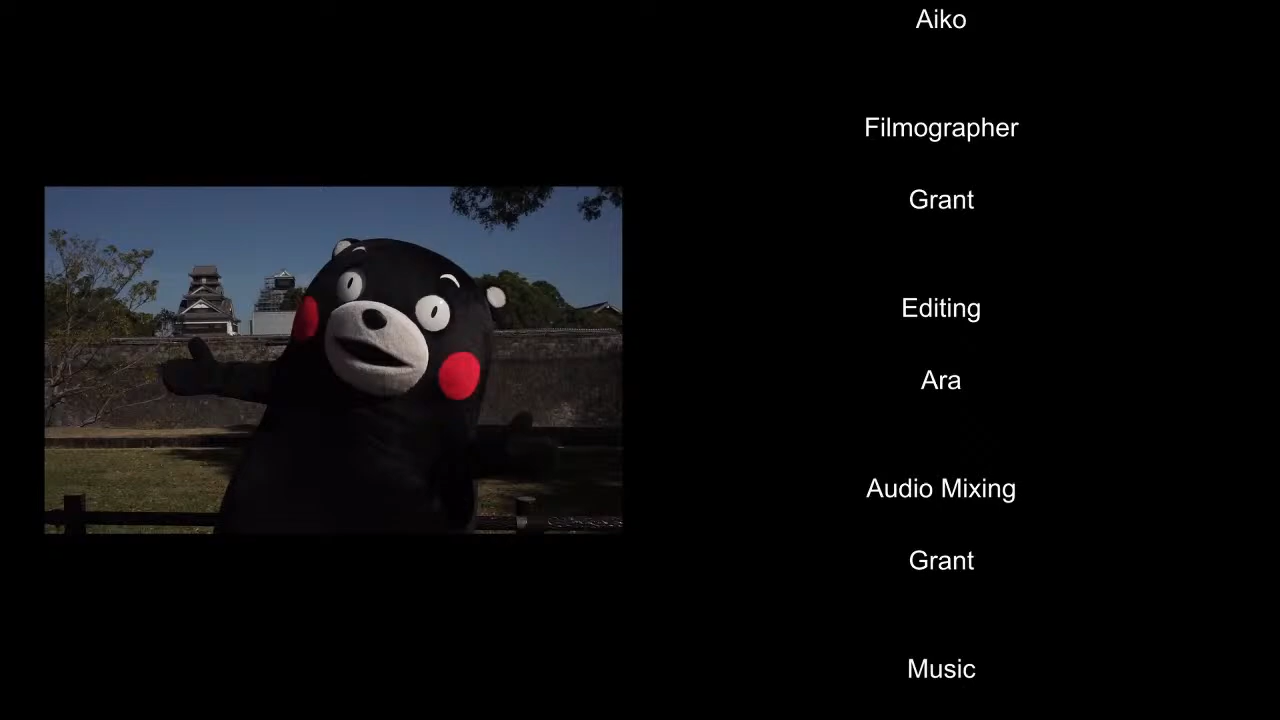 Aiko
Filmographer
Grant
Editing
Ara
Audio Mixing
Grant
Music